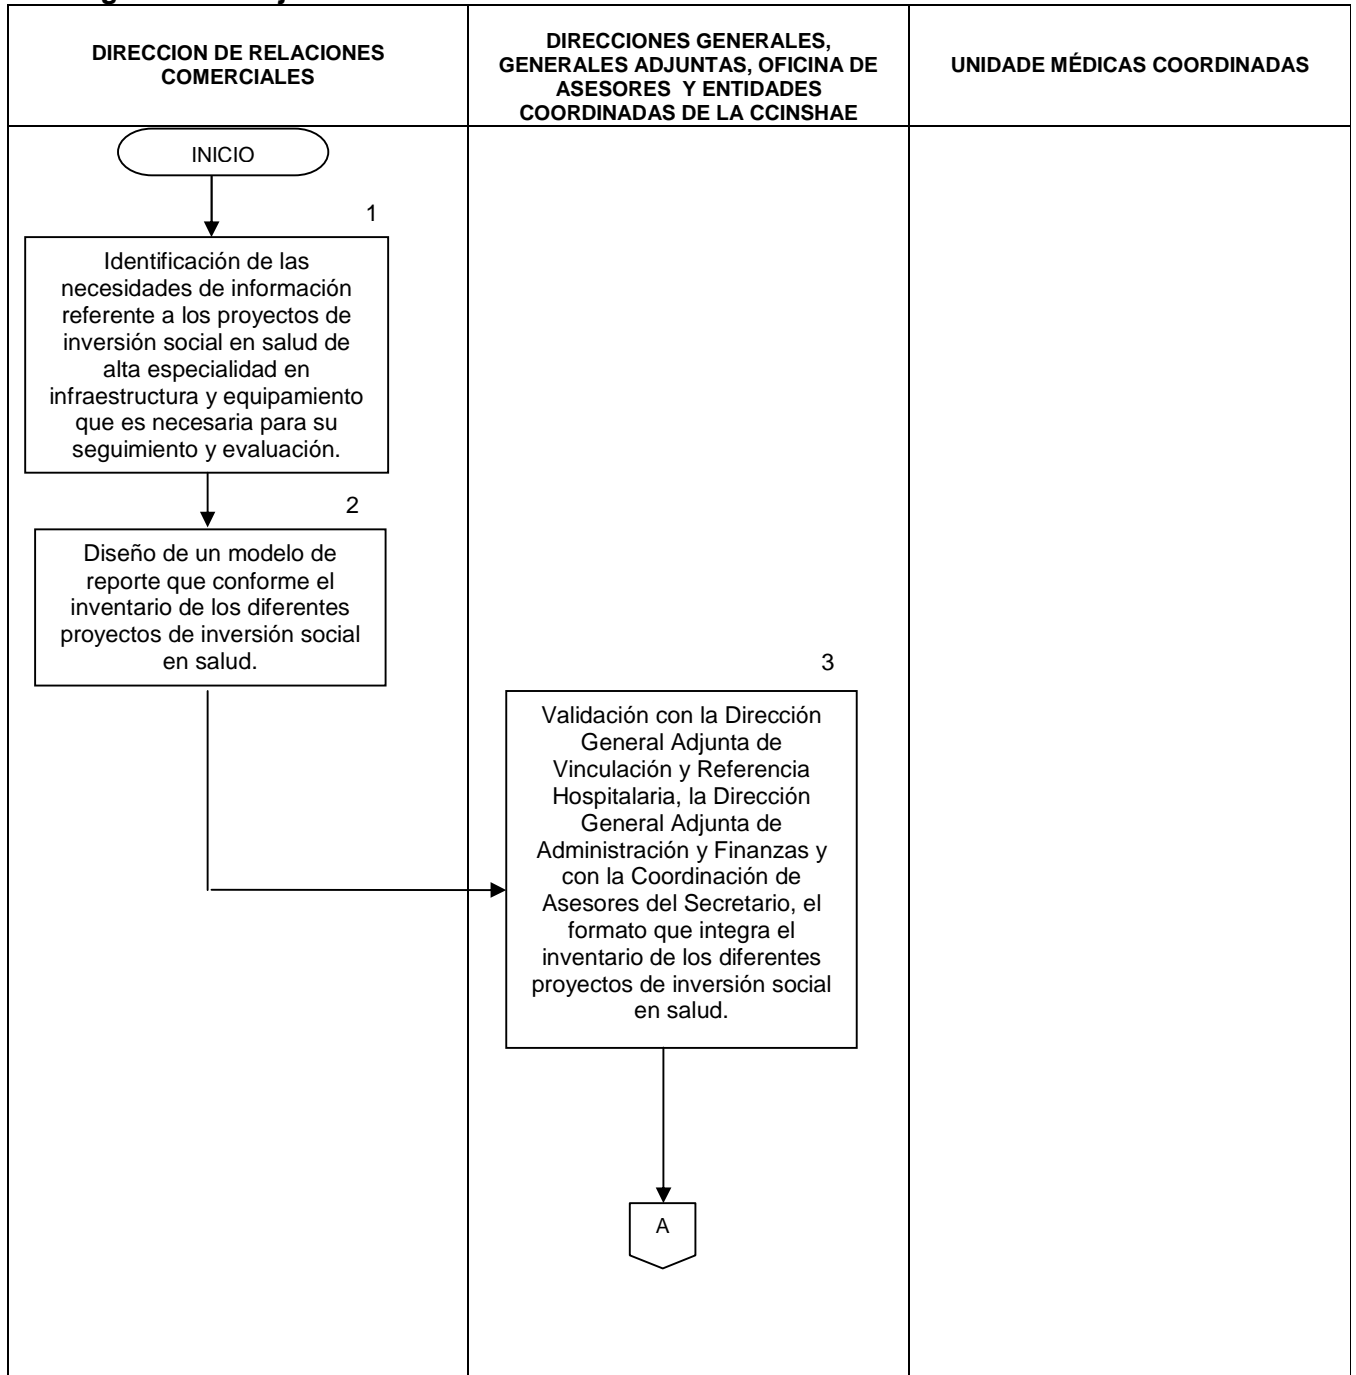 DIRECCION DE RELACIONES
COMERCIALES
DIRECCIONES GENERALES,
GENERALES ADJUNTAS, OFICINA DE
ASESORES Y ENTIDADES
COORDINADAS DE LA CCINSHAE
UNIDADE MÉDICAS COORDINADAS
INICIO
1
Identificación de las
necesidades de información
referente a los proyectos de
inversión social en salud de
alta especialidad en
infraestructura y equipamiento
que es necesaria para su
seguimiento y evaluación.
2
Diseño de un modelo de
reporte que conforme el
inventario de los diferentes
proyectos de inversión social
en salud.
3
Validación con la Dirección
General Adjunta de
Vinculación y Referencia
Hospitalaria, la Dirección
General Adjunta de
Administración y Finanzas y
con la Coordinación de
Asesores del Secretario, el
formato que integra el
inventario de los diferentes
proyectos de inversión social
en salud.
A